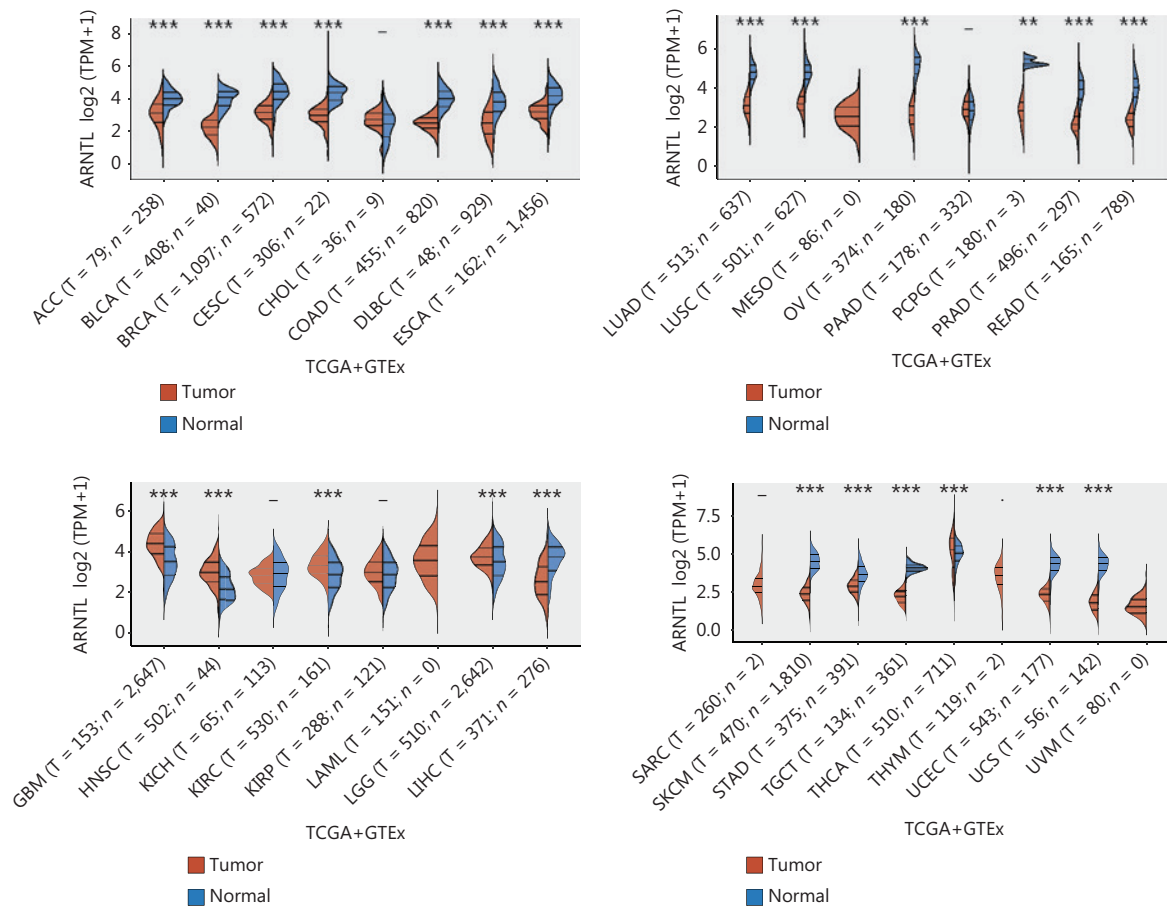 ARNTL log2 (TPM+1)
8
6
4
2
0
*** *** *** *** – *** *** ***
ACC (T = 79; n = 258)
BLCA (T = 408; n = 40)
BRCA (T = 1,097; n = 572)
CESC (T = 306; n = 22)
CHOL (T = 36; n = 9)
COAD (T = 455; n = 820)
DLBC (T = 48; n = 929)
ESCA (T = 162; n = 1,456)
TCGA+GTEx
Tumor
Normal
ARNTL log2 (TPM+1)
6
4
2
0
*** *** *** – ** *** ***
LUAD (T = 513; n = 637)
LUSC (T = 501; n = 627)
MESO (T = 86; n = 0)
OV (T = 374; n = 180)
PAAD (T = 178; n = 332)
PCPG (T = 180; n = 3)
PRAD (T = 496; n = 297)
READ (T = 165; n = 789)
TCGA+GTEx
Tumor
Normal
ARNTL log2 (TPM+1)
6
4
2
0
*** *** – *** – *** ***
GBM (T = 153; n = 2,647)
HNSC (T = 502; n = 44)
KICH (T = 65; n = 113)
KIRC (T = 530; n = 161)
KIRP (T = 288; n = 121)
LAML (T = 151; n = 0)
LGG (T = 510; n = 2,642)
LIHC (T = 371; n = 276)
TCGA+GTEx
Tumor
Normal
ARNTL log2 (TPM+1)
7.5
5.0
2.5
0.0
– *** *** *** *** . *** ***
SARC (T = 260; n = 2)
SKCM (T = 470; n = 1,810)
STAD (T = 375; n = 391)
TGCT (T = 134; n = 361)
THCA (T = 510; n = 711)
THYM (T = 119; n = 2)
UCEC (T = 543; n = 177)
UCS (T = 56; n = 142)
UVM (T = 80; n = 0)
TCGA+GTEx
Tumor
Normal